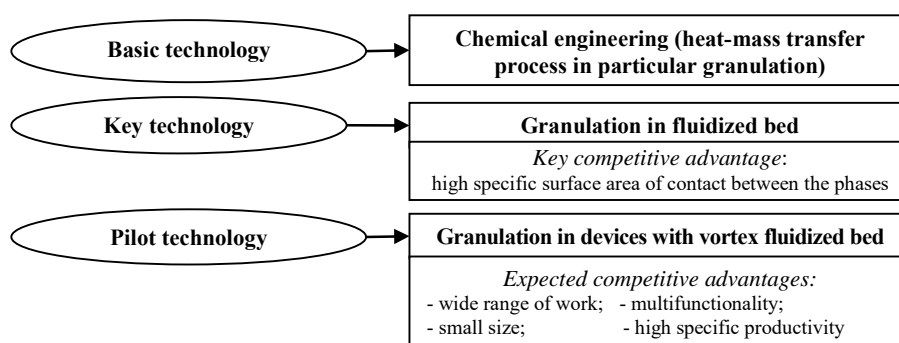 Basic technology
Chemical engineering (heat-mass transfer
process in particular granulation)
Key technology
Granulation in fluidized bed
Key competitive advantage:
high specific surface area of contact between the phases
Pilot technology
Granulation in devices with vortex fluidized bed
Expected competitive advantages:
- wide range of work; - multifunctionality;
- small size; - high specific productivity